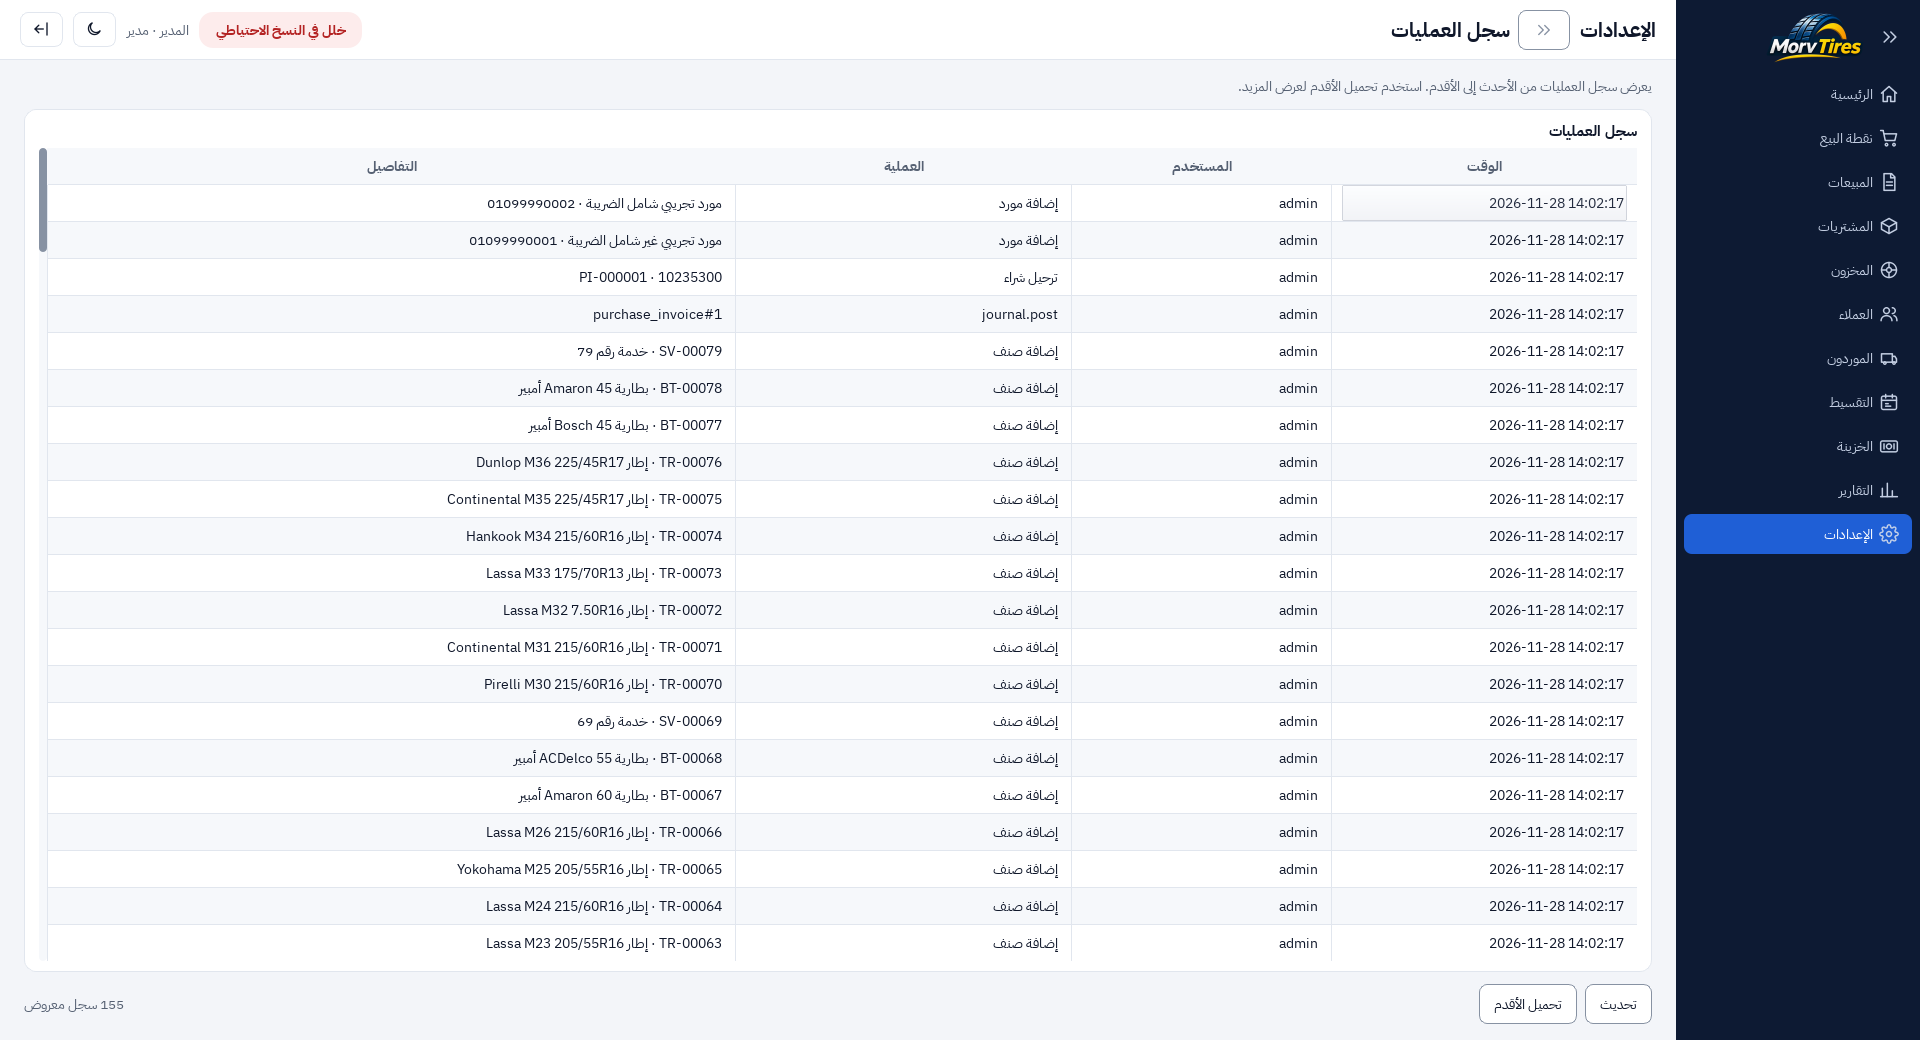 Morv Tires
الرئيسية
نقطة البيع
المبيعات
المشتريات
المخزون
العملاء
الموردون
التقسيط
الخزينة
التقارير
الإعدادات
الإعدادات سجل العمليات
خلل في النسخ الاحتياطي
المدير · مدير
يعرض سجل العمليات من الأحدث إلى الأقدم. استخدم تحميل الأقدم لعرض المزيد.
سجل العمليات
الوقت المستخدم العملية التفاصيل
2026-11-28 14:02:17 admin إضافة مورد مورد تجريبي شامل الضريبة · 01099990002
2026-11-28 14:02:17 admin إضافة مورد مورد تجريبي غير شامل الضريبة · 01099990001
2026-11-28 14:02:17 admin ترحيل شراء PI-000001 · 10235300
2026-11-28 14:02:17 admin journal.post purchase_invoice#1
2026-11-28 14:02:17 admin إضافة صنف SV-00079 · خدمة رقم 79
2026-11-28 14:02:17 admin إضافة صنف BT-00078 · بطارية Amaron 45 أمبير
2026-11-28 14:02:17 admin إضافة صنف BT-00077 · بطارية Bosch 45 أمبير
2026-11-28 14:02:17 admin إضافة صنف TR-00076 · إطار Dunlop M36 225/45R17
2026-11-28 14:02:17 admin إضافة صنف TR-00075 · إطار Continental M35 225/45R17
2026-11-28 14:02:17 admin إضافة صنف TR-00074 · إطار Hankook M34 215/60R16
2026-11-28 14:02:17 admin إضافة صنف TR-00073 · إطار Lassa M33 175/70R13
2026-11-28 14:02:17 admin إضافة صنف TR-00072 · إطار Lassa M32 7.50R16
2026-11-28 14:02:17 admin إضافة صنف TR-00071 · إطار Continental M31 215/60R16
2026-11-28 14:02:17 admin إضافة صنف TR-00070 · إطار Pirelli M30 215/60R16
2026-11-28 14:02:17 admin إضافة صنف SV-00069 · خدمة رقم 69
2026-11-28 14:02:17 admin إضافة صنف BT-00068 · بطارية ACDelco 55 أمبير
2026-11-28 14:02:17 admin إضافة صنف BT-00067 · بطارية Amaron 60 أمبير
2026-11-28 14:02:17 admin إضافة صنف TR-00066 · إطار Lassa M26 215/60R16
2026-11-28 14:02:17 admin إضافة صنف TR-00065 · إطار Yokohama M25 205/55R16
2026-11-28 14:02:17 admin إضافة صنف TR-00064 · إطار Lassa M24 215/60R16
2026-11-28 14:02:17 admin إضافة صنف TR-00063 · إطار Lassa M23 205/55R16
تحديث تحميل الأقدم 155 سجل معروض